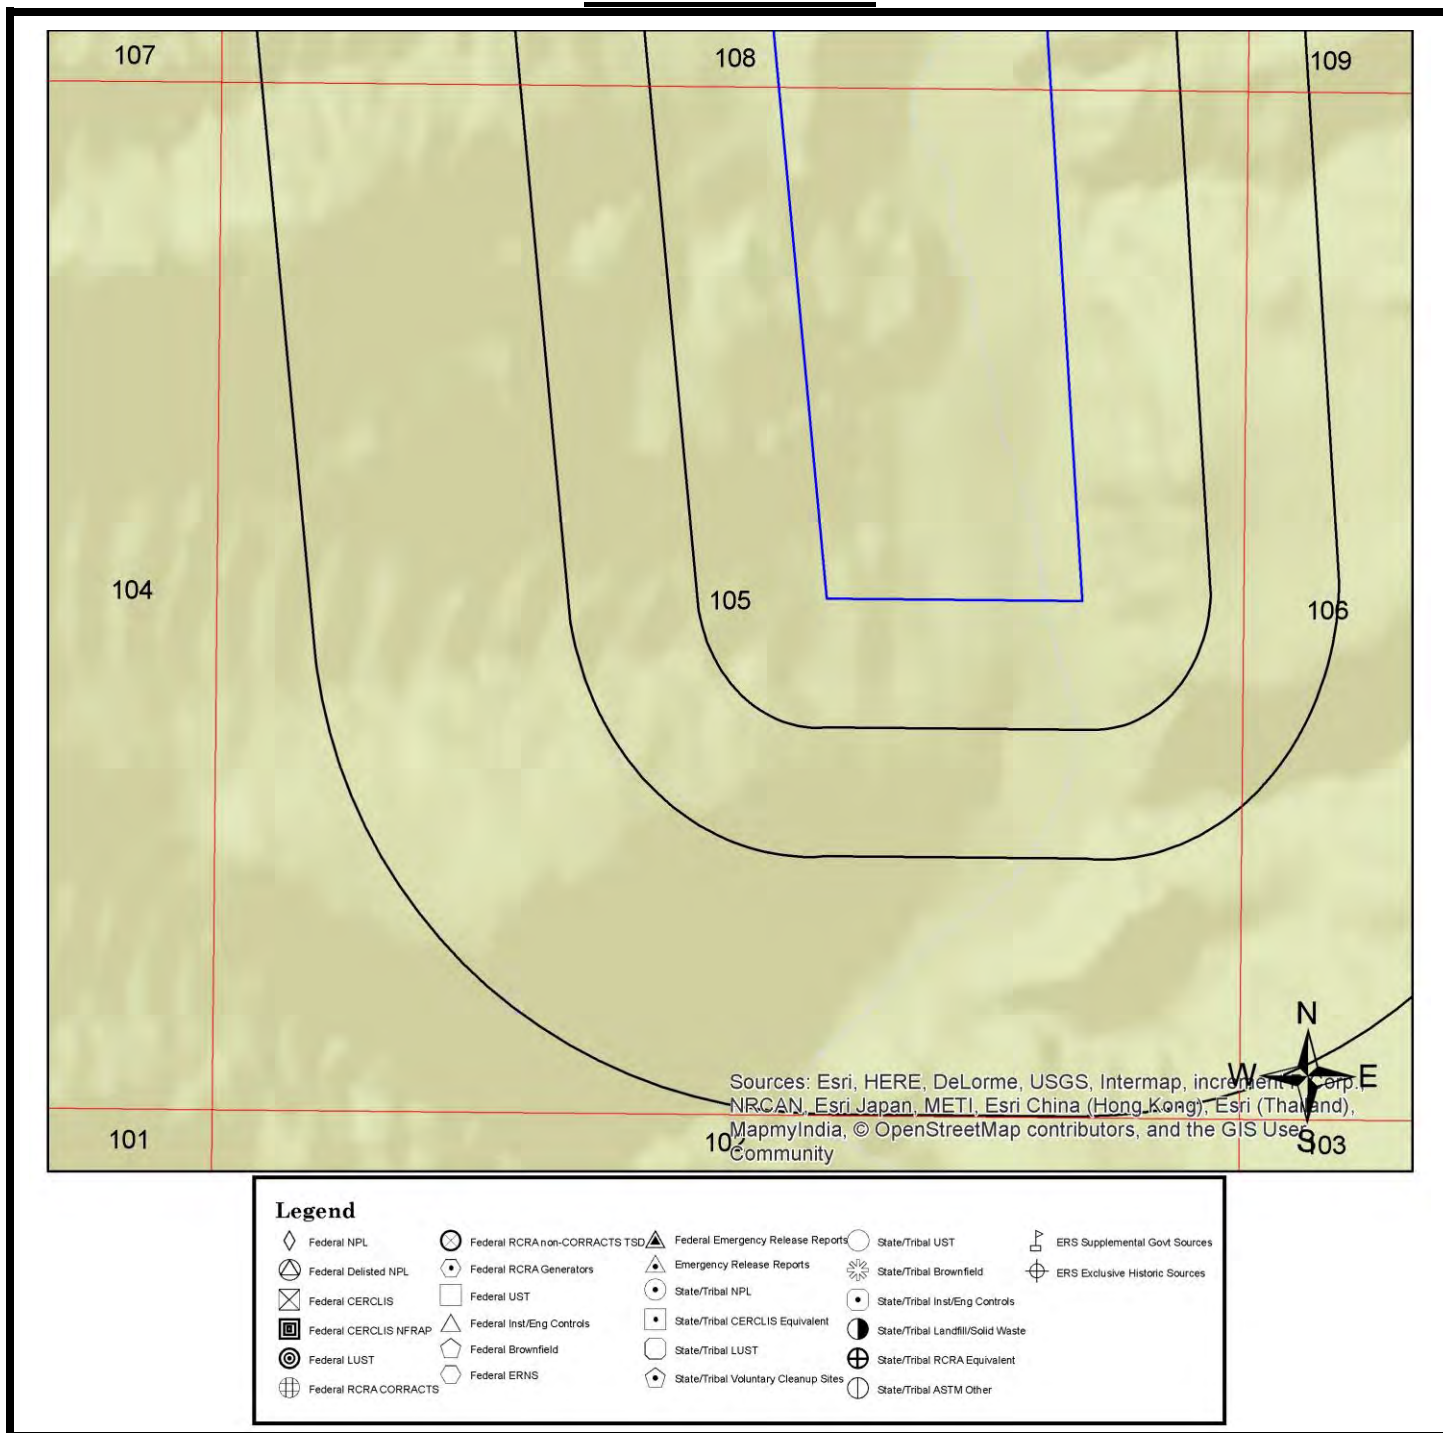 107
108
109
104
105
106
N
W
E
S
Sources: Esri, HERE, DeLorme, USGS, Intermap, increment P Corp.,
NRCAN, Esri Japan, METI, Esri China (Hong Kong), Esri (Thailand),
MapmyIndia, © OpenStreetMap contributors, and the GIS User
Community
101
102
103
Legend
Federal NPL
Federal Delisted NPL
Federal CERCLIS
Federal CERCLIS NFRAP
Federal LUST
Federal RCRA CORRACTS
Federal RCRA non-CORRACTS TSD
Federal RCRA Generators
Federal UST
Federal Inst/Eng Controls
Federal Brownfield
Federal ERNS
Federal Emergency Release Reports
Emergency Release Reports
State/Tribal NPL
State/Tribal CERCLIS Equivalent
State/Tribal LUST
State/Tribal Voluntary Cleanup Sites
State/Tribal UST
State/Tribal Brownfield
State/Tribal Inst/Eng Controls
State/Tribal Landfill/Solid Waste
State/Tribal RCRA Equivalent
State/Tribal ASTM Other
ERS Supplemental Govt Sources
ERS Exclusive Historic Sources